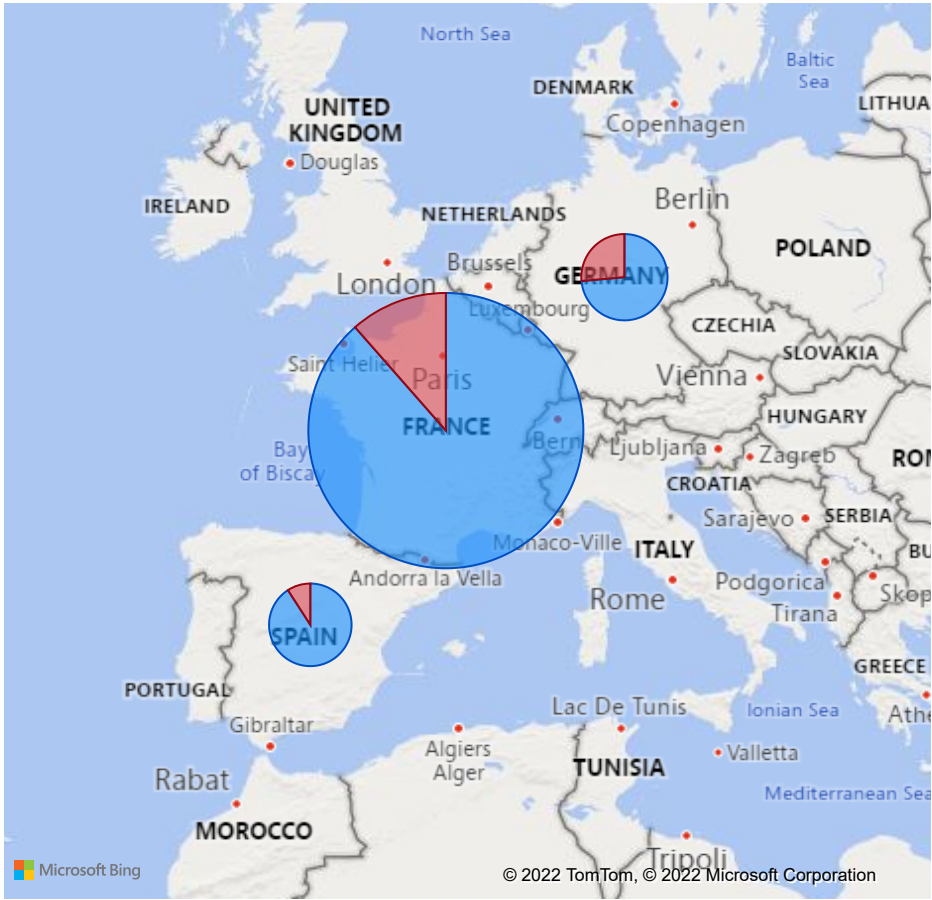 North Sea
Baltic
Sea
DENMARK
LITHUA
UNITED
KINGDOM
Copenhagen
Douglas
IRELAND
Berlin
NETHERLANDS
POLAND
Brussels
GERMANY
London
Luxembourg
CZECHIA
SLOVAKIA
Saint Helier
Paris
Vienna
HUNGARY
FRANCE
Bern
Ljubljana
Zagreb
ROM
Bay
of Biscay
CROATIA
Sarajevo
SERBIA
Monaco-Ville
ITALY
BU
Andorra la Vella
Podgorica
Skop
Rome
Tirana
SPAIN
GREECE
PORTUGAL
Lac De Tunis
Ionian Sea
Athe
Gibraltar
Algiers
Alger
Valletta
TUNISIA
Rabat
Mediterranean Sea
MOROCCO
Tripoli
Microsoft Bing
© 2022 TomTom, © 2022 Microsoft Corporation